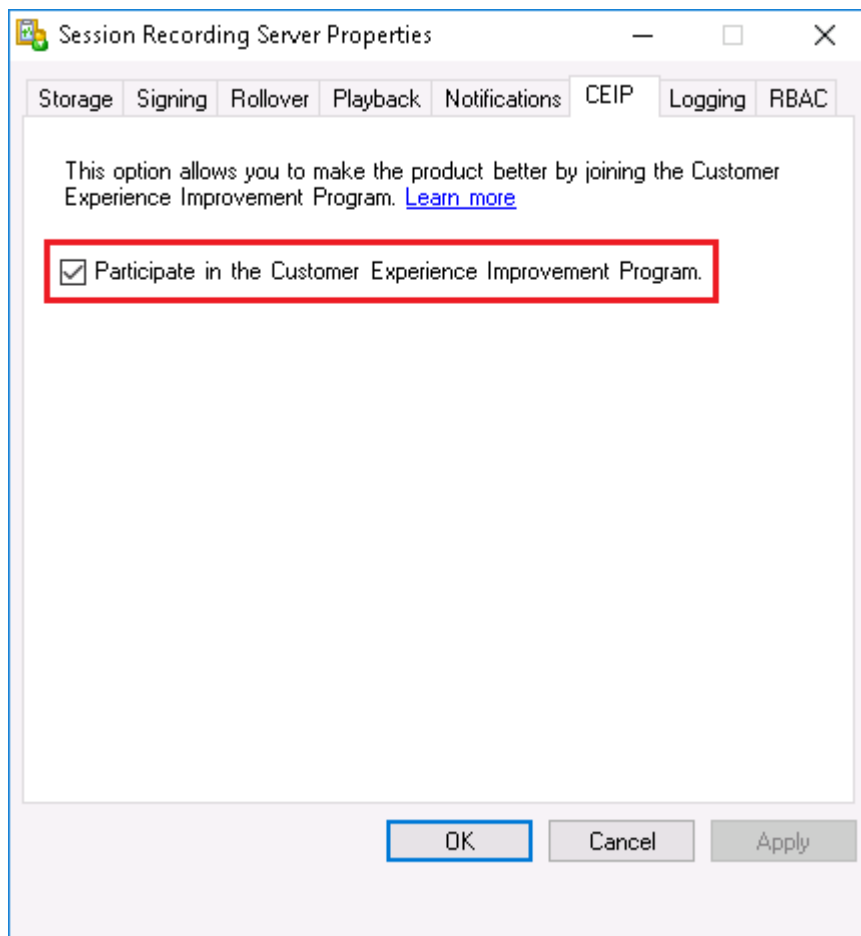 Session Recording Server Properties
Storage Signing Rollover Playback Notifications CEIP Logging RBAC
This option allows you to make the product better by joining the Customer
Experience Improvement Program. Learn more
Participate in the Customer Experience Improvement Program.
OK Cancel Apply